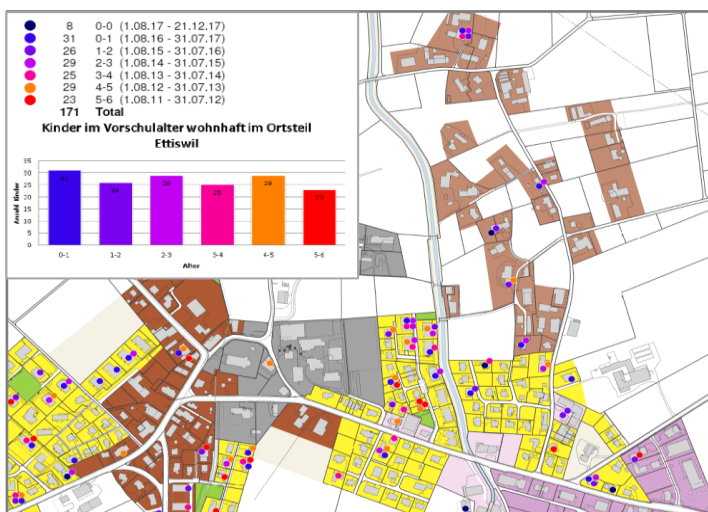 8 0-0 (1.08.17 - 21.12.17)
31 0-1 (1.08.16 - 31.07.17)
26 1-2 (1.08.15 - 31.07.16)
29 2-3 (1.08.14 - 31.07.15)
25 3-4 (1.08.13 - 31.07.14)
29 4-5 (1.08.12 - 31.07.13)
23 5-6 (1.08.11 - 31.07.12)
171 Total
Kinder im Vorschulalter wohnhaft im Ortsteil
Ettiswil
Anzahl Kinder
35
30
25
20
15
10
5
0
31
26
29
25
29
23
0-1
1-2
2-3
3-4
4-5
5-6
Alter